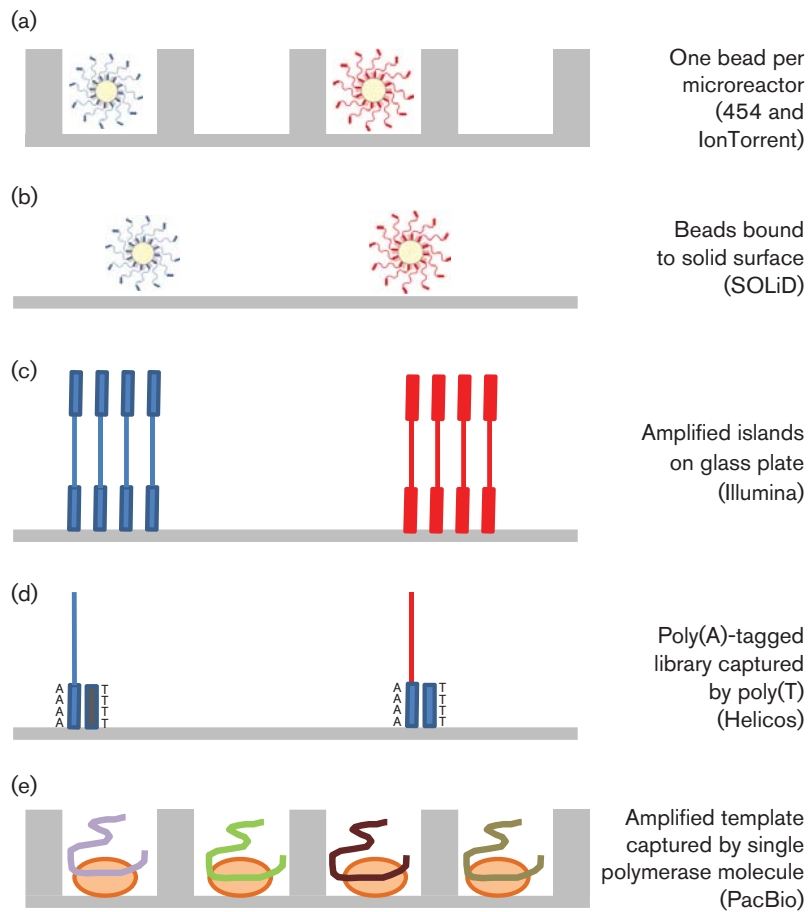 (a)
One bead per
microreactor
(454 and
IonTorrent)
(b)
Beads bound
to solid surface
(SOLiD)
(c)
Amplified islands
on glass plate
(Illumina)
(d)
A T
A T
A T
A T
A T
A T
A T
A T
Poly(A)-tagged
library captured
by poly(T)
(Helicos)
(e)
Amplified template
captured by single
polymerase molecule
(PacBio)